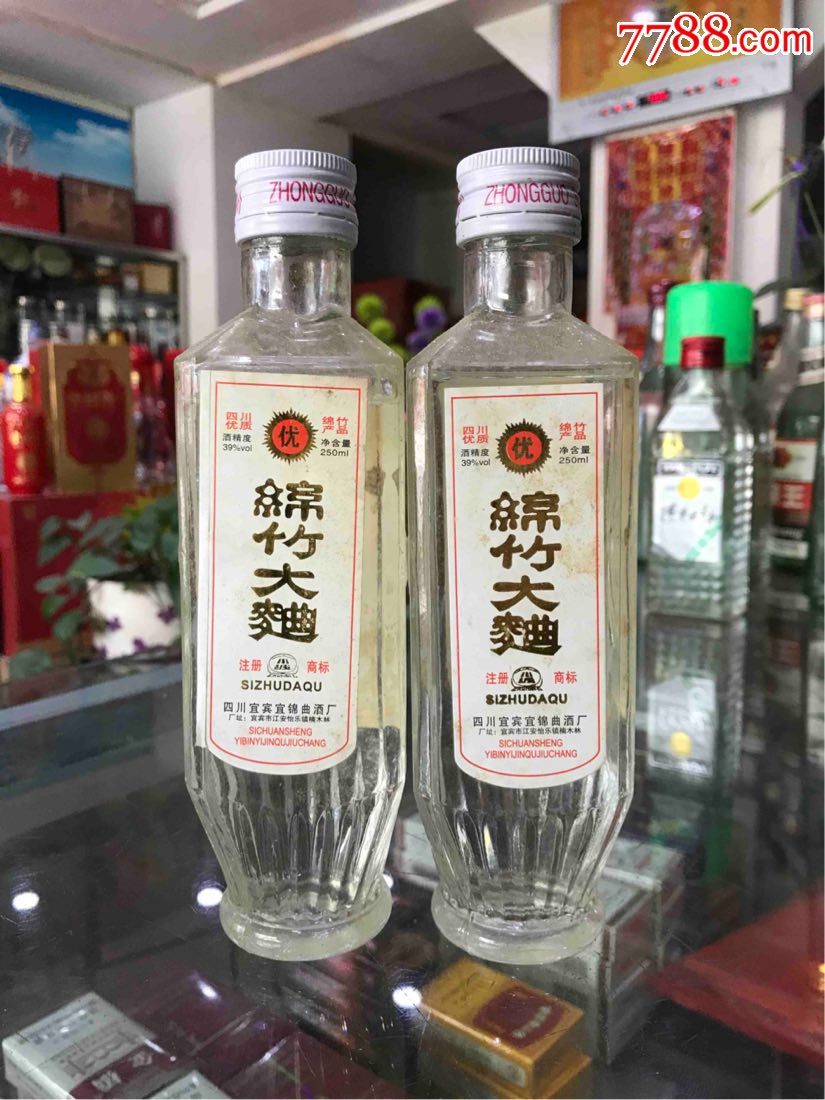 7788.com
ZHONGGUO
四川 绵竹
优质 优 产品
酒精度 净含量
39%vol 250ml
綿竹大麯
注册 商标
SIZHUDAQU
四川宜宾宜锦曲酒厂
厂址：宜宾市江安怡乐镇楠木林
SICHUANSHENG
YIBINYIJINQUJIUCHANG
ZHONGGUO
四川 绵竹
优质 优 产品
酒精度 净含量
39%vol 250ml
綿竹大麯
注册 商标
SIZHUDAQU
四川宜宾宜锦曲酒厂
厂址：宜宾市江安怡乐镇楠木林
SICHUANSHENG
YIBINYIJINQUJIUCHANG